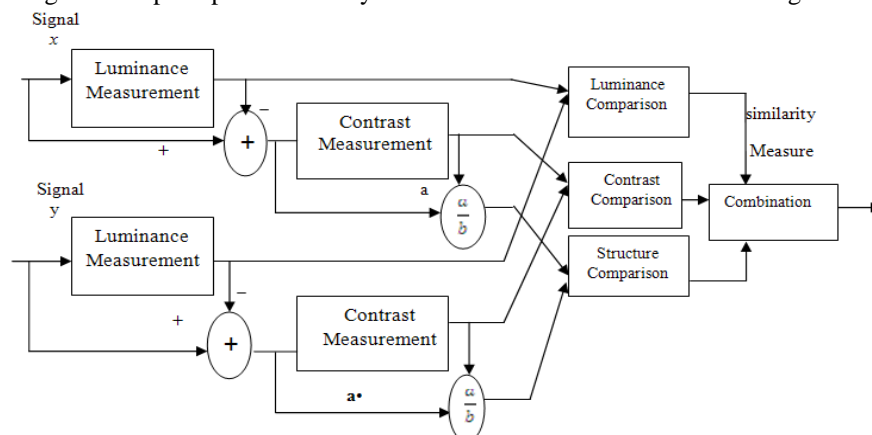 Signal
x
Luminance
Measurement
−
+
+
Contrast
Measurement
a
a
b
Luminance
Comparison
similarity
Measure
Contrast
Comparison
Combination
Structure
Comparison
Signal
y
Luminance
Measurement
−
+
+
Contrast
Measurement
a•
a
b